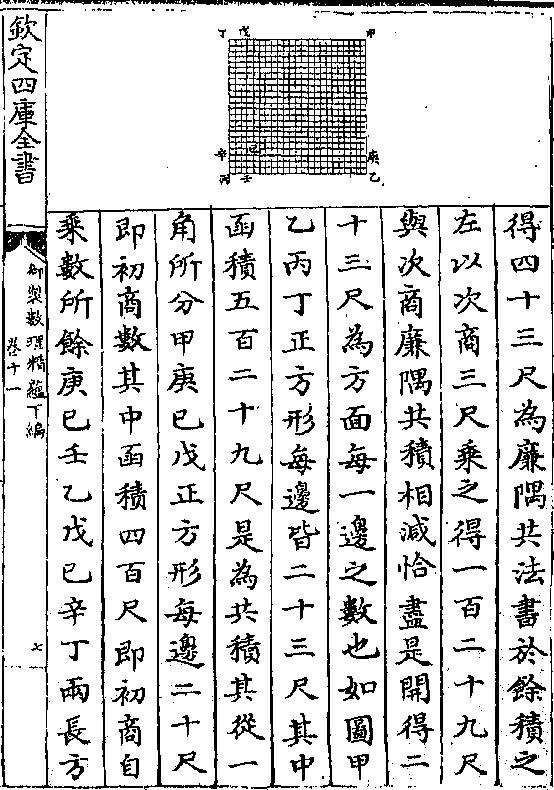 得四十三尺為廉隅共法書於餘積之
左以次商三尺乘之得一百二十九尺
與次商廉隅共積相減恰盡是開得二
十三尺為方面每一邊之數也如圖甲
乙丙丁正方形每邊皆二十三尺其中
函積五百二十九尺是為共積其從一
角所分甲庚巳戊正方形每邊二十尺
即初商數其中函積四百尺即初商自
乘數所餘庚巳壬乙戊巳辛丁兩長方
甲
戊
丁
庚
乙
巳
壬
辛
丙
欽定四庫全書
御製數理精蘊下編
卷十一
七